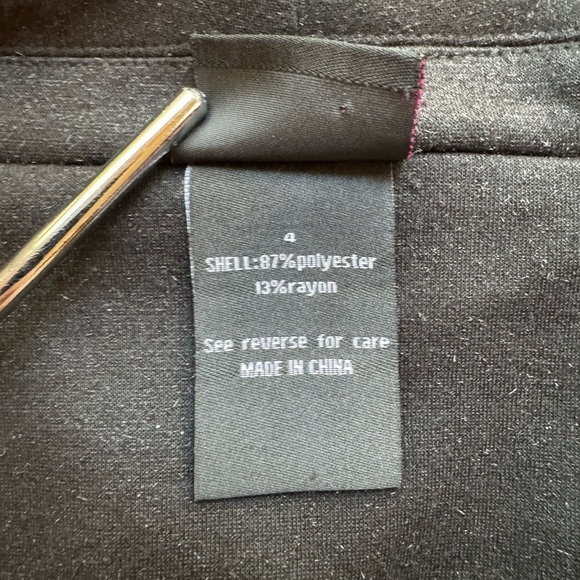 4
SHELL:87%polyester
13%rayon
See reverse for care
MADE IN CHINA